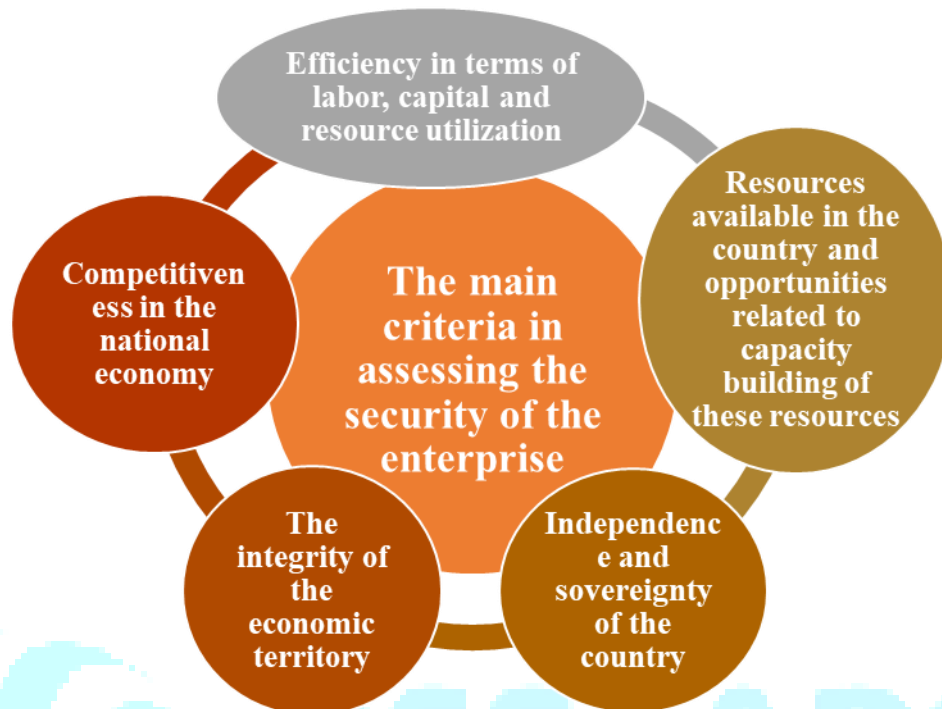 Efficiency in terms of
labor, capital and
resource utilization
Resources
available in the
country and
opportunities
related to
capacity
building of
these resources
Independenc
e and
sovereignty
of the
country
The
integrity of
the
economic
territory
Competitiven
ess in the
national
economy
The main
criteria in
assessing the
security of the
enterprise